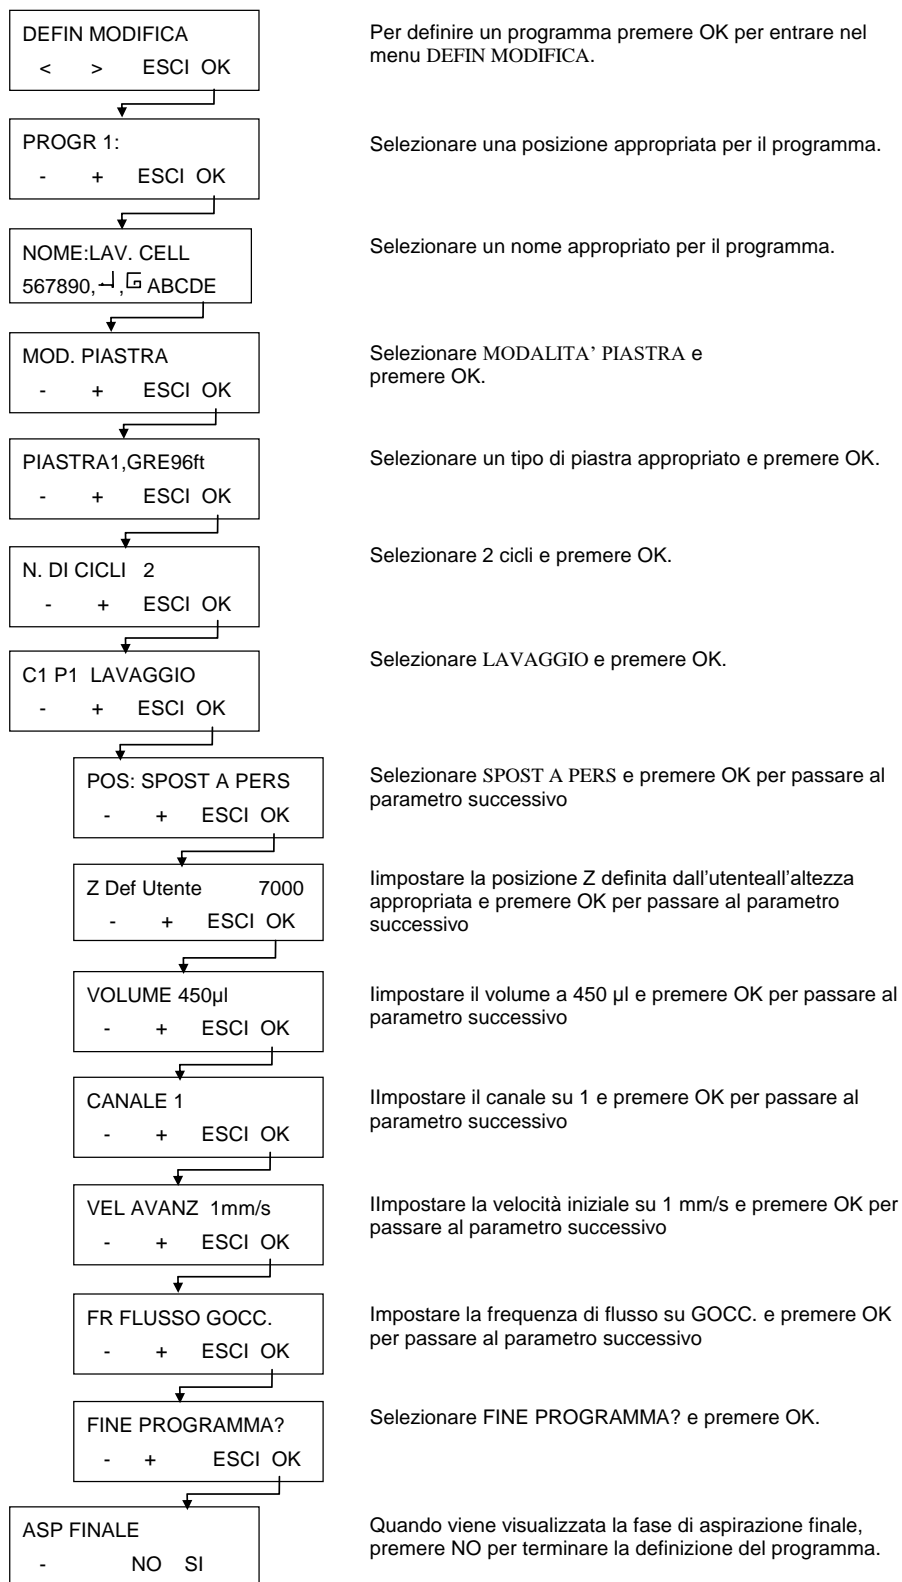 DEFIN MODIFICA
< > ESCI OK
Per definire un programma premere OK per entrare nel
menu DEFIN MODIFICA.
PROGR 1:
- + ESCI OK
Selezionare una posizione appropriata per il programma.
NOME:LAV. CELL
567890, , ABCDE
Selezionare un nome appropriato per il programma.
MOD. PIASTRA
- + ESCI OK
Selezionare MODALITA' PIASTRA e
premere OK.
PIASTRA1,GRE96ft
- + ESCI OK
Selezionare un tipo di piastra appropriato e premere OK.
N. DI CICLI 2
- + ESCI OK
Selezionare 2 cicli e premere OK.
C1 P1 LAVAGGIO
- + ESCI OK
Selezionare LAVAGGIO e premere OK.
POS: SPOST A PERS
- + ESCI OK
Selezionare SPOST A PERS e premere OK per passare al
parametro successivo
Z Def Utente 7000
- + ESCI OK
Iimpostare la posizione Z definita dall'utenteall'altezza
appropriata e premere OK per passare al parametro
successivo
VOLUME 450µl
- + ESCI OK
Iimpostare il volume a 450 µl e premere OK per passare al
parametro successivo
CANALE 1
- + ESCI OK
IImpostare il canale su 1 e premere OK per passare al
parametro successivo
VEL AVANZ 1mm/s
- + ESCI OK
IImpostare la velocità iniziale su 1 mm/s e premere OK per
passare al parametro successivo
FR FLUSSO GOCC.
- + ESCI OK
Impostare la frequenza di flusso su GOCC. e premere OK
per passare al parametro successivo
FINE PROGRAMMA?
- + ESCI OK
Selezionare FINE PROGRAMMA? e premere OK.
ASP FINALE
- NO SI
Quando viene visualizzata la fase di aspirazione finale,
premere NO per terminare la definizione del programma.